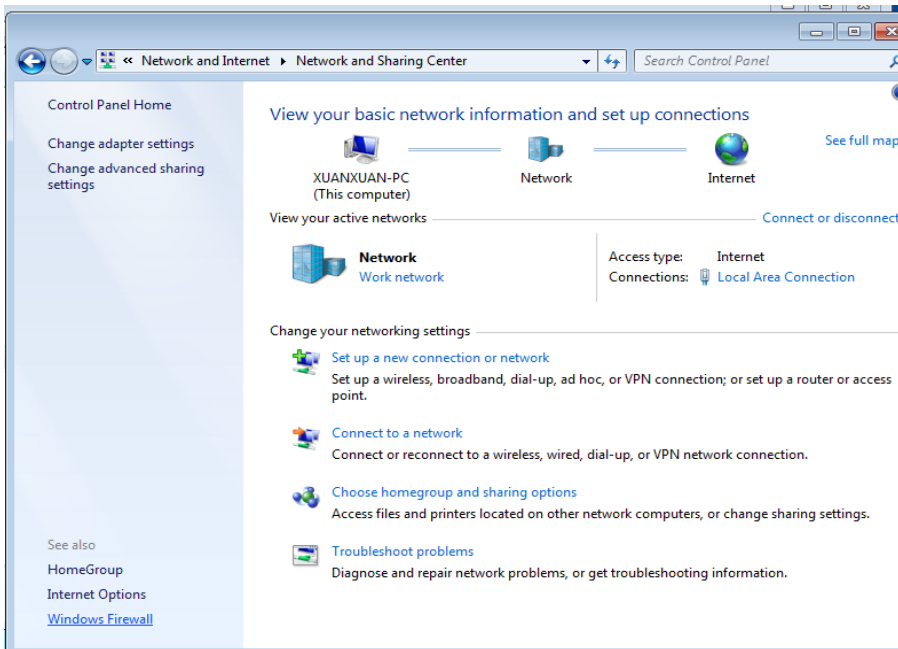 « Network and Internet ▸ Network and Sharing Center
Search Control Panel
Control Panel Home
Change adapter settings
Change advanced sharing
settings
See also
HomeGroup
Internet Options
Windows Firewall
View your basic network information and set up connections
See full map
XUANXUAN-PC
(This computer)
Network
Internet
View your active networks
Connect or disconnect
Network
Work network
Access type: Internet
Connections: Local Area Connection
Change your networking settings
Set up a new connection or network
Set up a wireless, broadband, dial-up, ad hoc, or VPN connection; or set up a router or access
point.
Connect to a network
Connect or reconnect to a wireless, wired, dial-up, or VPN network connection.
Choose homegroup and sharing options
Access files and printers located on other network computers, or change sharing settings.
Troubleshoot problems
Diagnose and repair network problems, or get troubleshooting information.